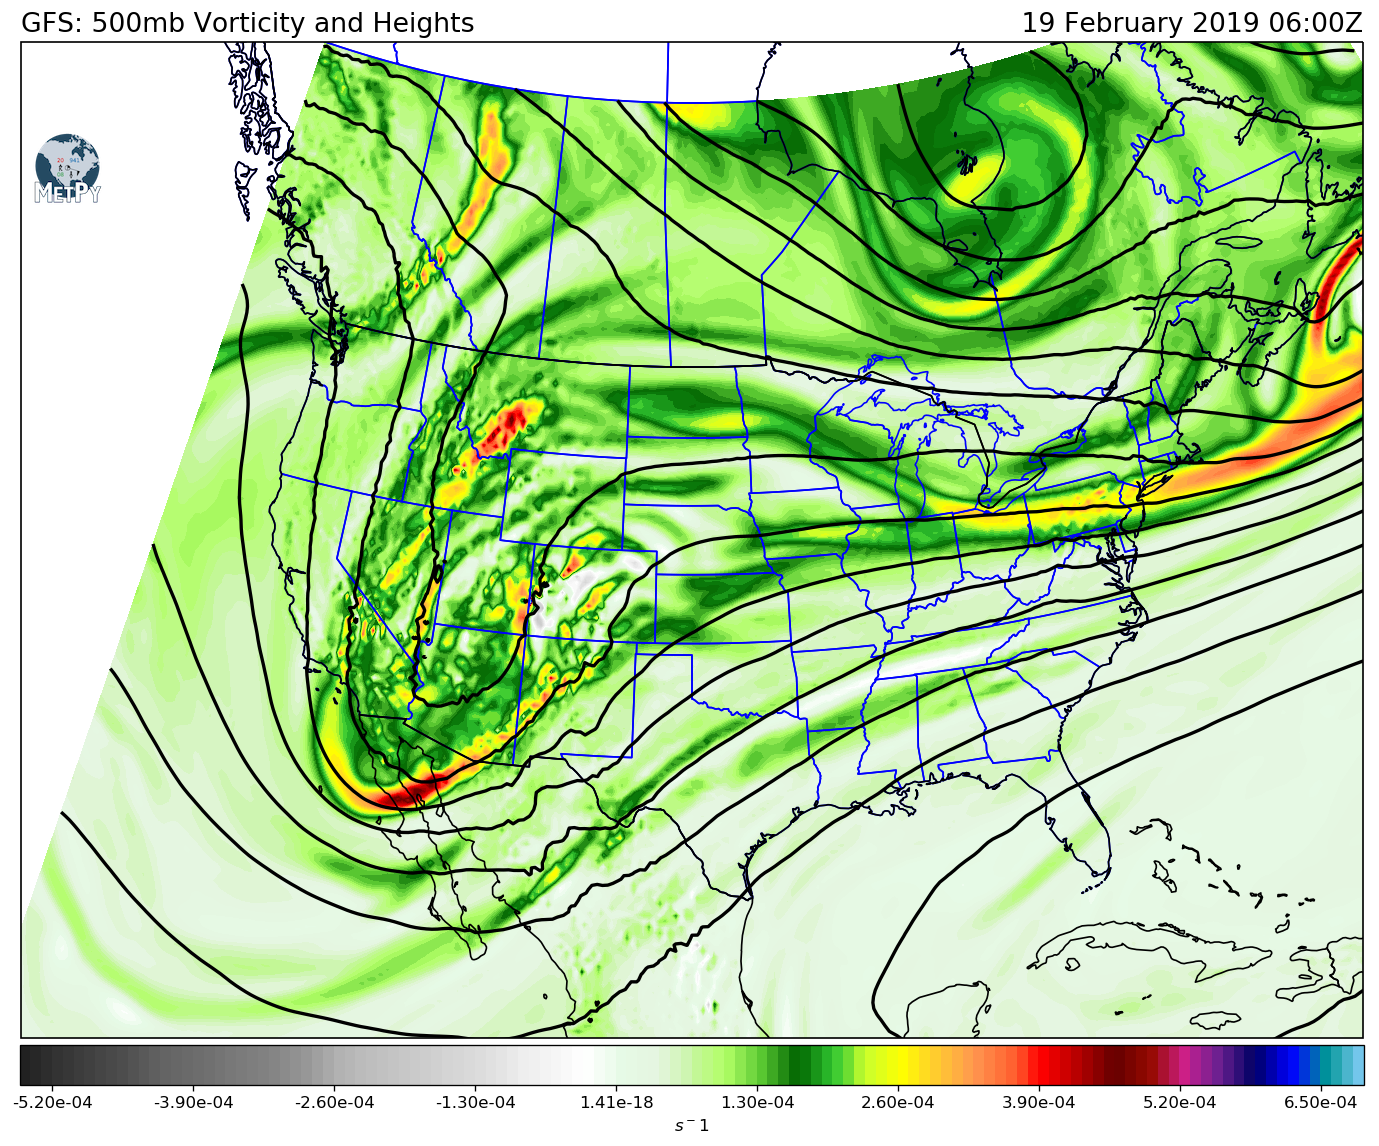 GFS: 500mb Vorticity and Heights
19 February 2019 06:00Z
20 941
METPY
-5.20e-04 -3.90e-04 -2.60e-04 -1.30e-04 1.41e-18 1.30e-04 2.60e-04 3.90e-04 5.20e-04 6.50e-04
s⁻1